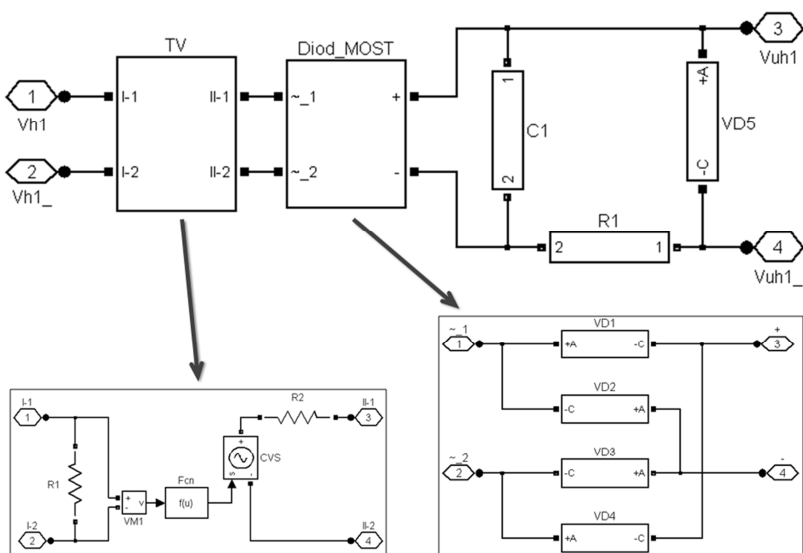 TV
Diod_MOST
3
Vuh1
1
Vh1
I-1
II-1
~_1
+
1
C1
2
+A
VD5
-C
2
Vh1_
I-2
II-2
~_2
-
R1
2
1
4
Vuh1_
I-1
1
R1
I-2
2
+
-
v
VM1
Fcn
f(u)
s
+
-
CVS
R2
II-1
3
II-2
4
~_1
1
VD1
+A
-C
+
3
VD2
-C
+A
~_2
2
VD3
-C
+A
-
4
VD4
+A
-C